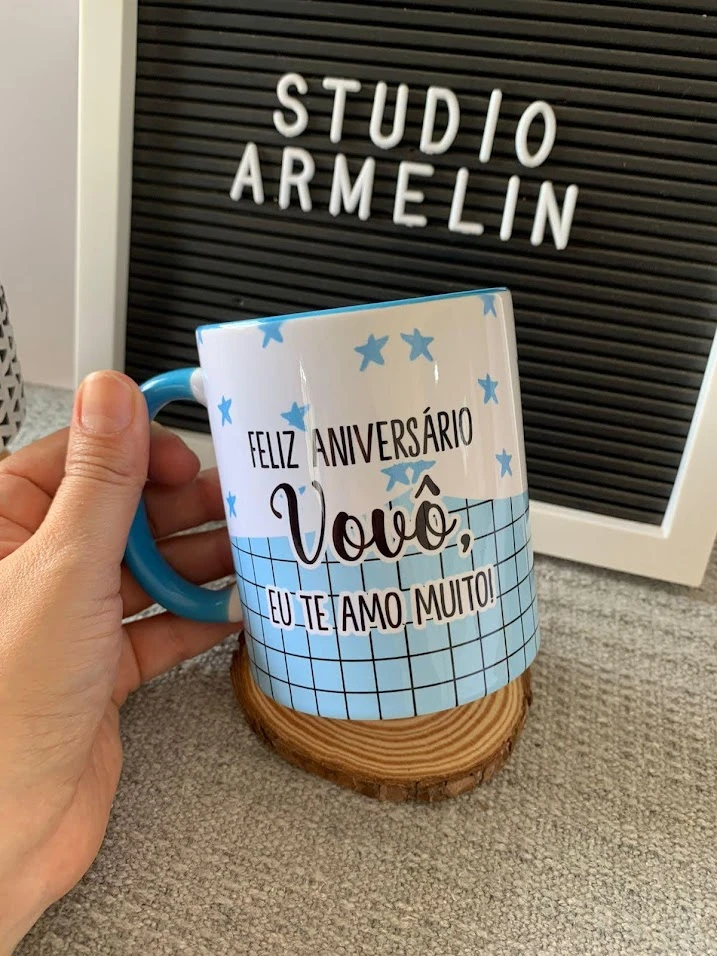 STUDIO
ARMELIN
FELIZ ANIVERSÁRIO
Vovô,
EU TE AMO MUITO!